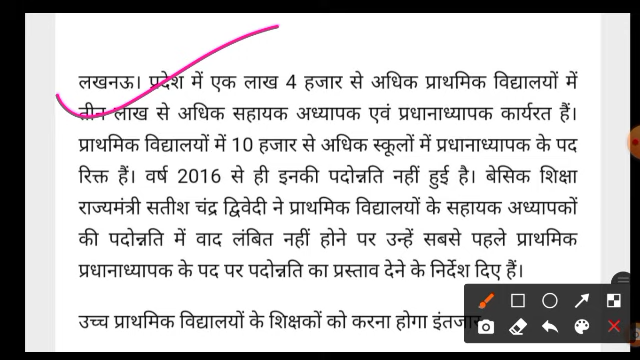 लखनऊ। प्रदेश में एक लाख 4 हजार से अधिक प्राथमिक विद्यालयों में
तीन लाख से अधिक सहायक अध्यापक एवं प्रधानाध्यापक कार्यरत हैं।
प्राथमिक विद्यालयों में 10 हजार से अधिक स्कूलों में प्रधानाध्यापक के पद
रिक्त हैं। वर्ष 2016 से ही इनकी पदोन्नति नहीं हुई है। बेसिक शिक्षा
राज्यमंत्री सतीश चंद्र द्विवेदी ने प्राथमिक विद्यालयों के सहायक अध्यापकों
की पदोन्नति में वाद लंबित नहीं होने पर उन्हें सबसे पहले प्राथमिक
प्रधानाध्यापक के पद पर पदोन्नति का प्रस्ताव देने के निर्देश दिए हैं।
उच्च प्राथमिक विद्यालयों के शिक्षकों को करना होगा इंतजार